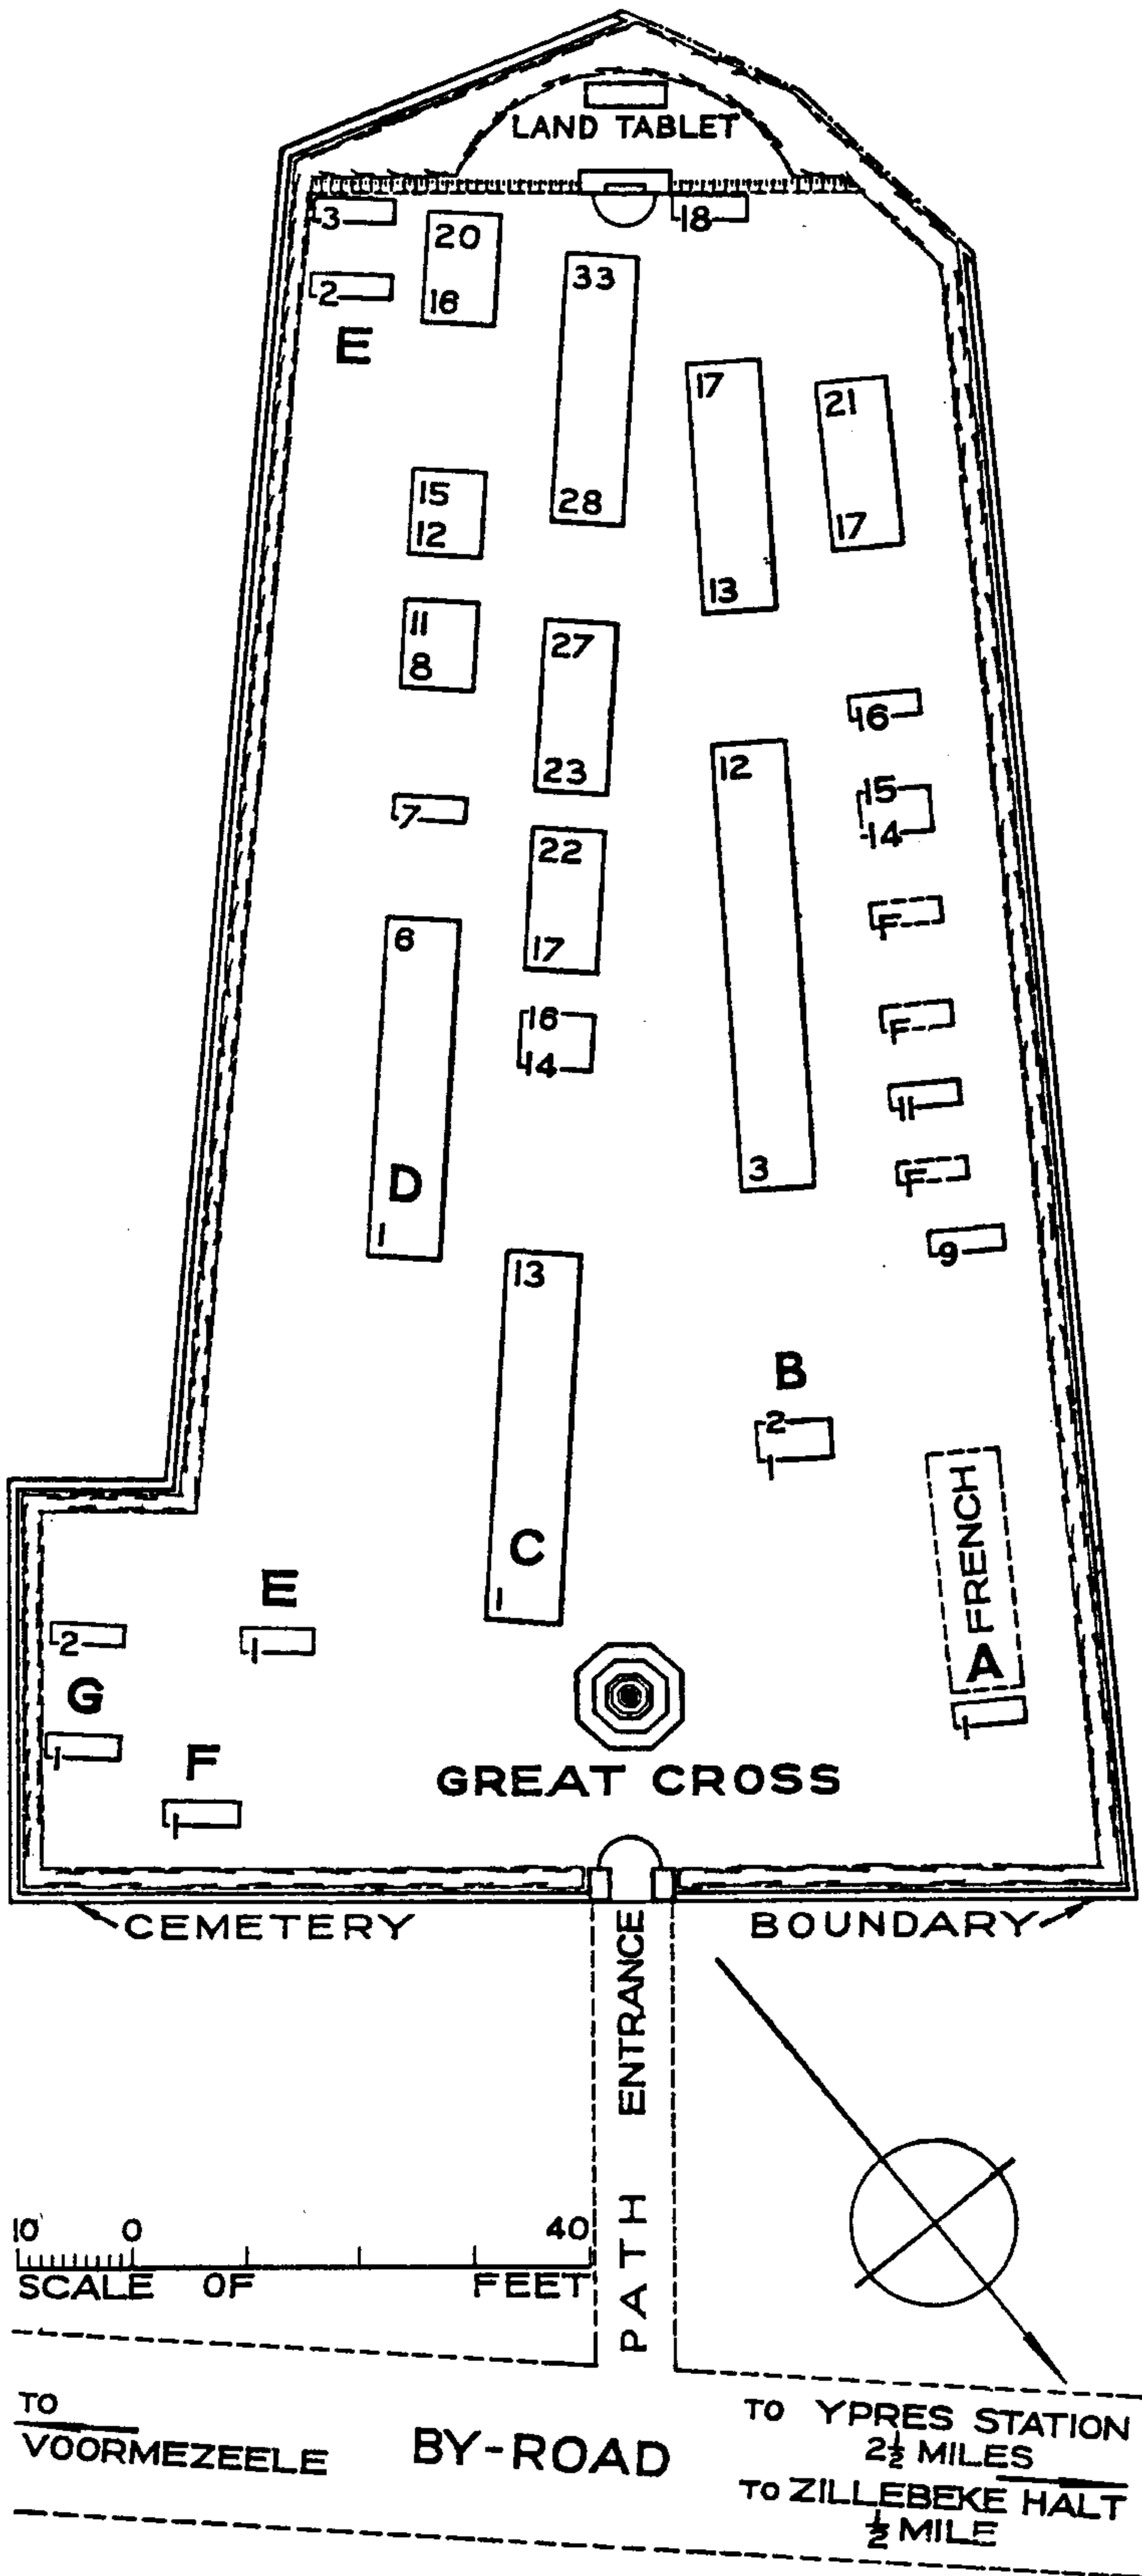 LAND TABLET
3
20
18
33
2
16
E
17
21
15
28
12
17
13
11
27
8
16
23
12
15
7
14
22
F
6
17
16
F
14
11
3
F
D
1
9
13
B
2
1
FRENCH
C
A
1
E
2
1
G
1
1
F
1
GREAT CROSS
CEMETERY
BOUNDARY
ENTRANCE
PATH
10 0 40
SCALE OF FEET
TO
VOORMEZEELE
BY-ROAD
TO YPRES STATION
2½ MILES
TO ZILLEBEKE HALT
½ MILE